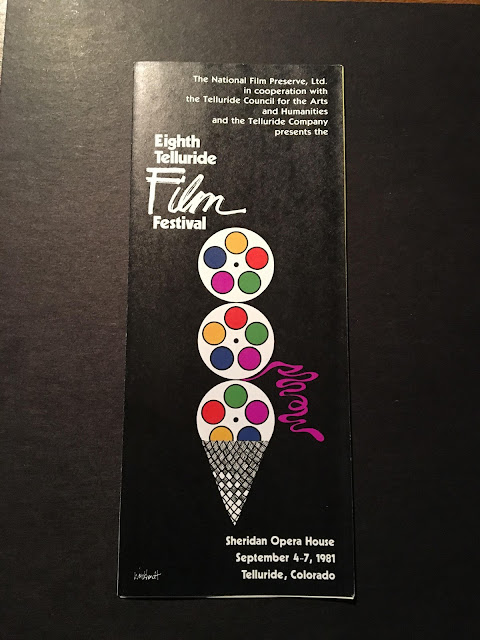 The National Film Preserve, Ltd.
in cooperation with
the Telluride Council for the Arts
and Humanities
and the Telluride Company
presents the
Eighth
Telluride
Film
Festival
Sheridan Opera House
September 4-7, 1981
Telluride, Colorado